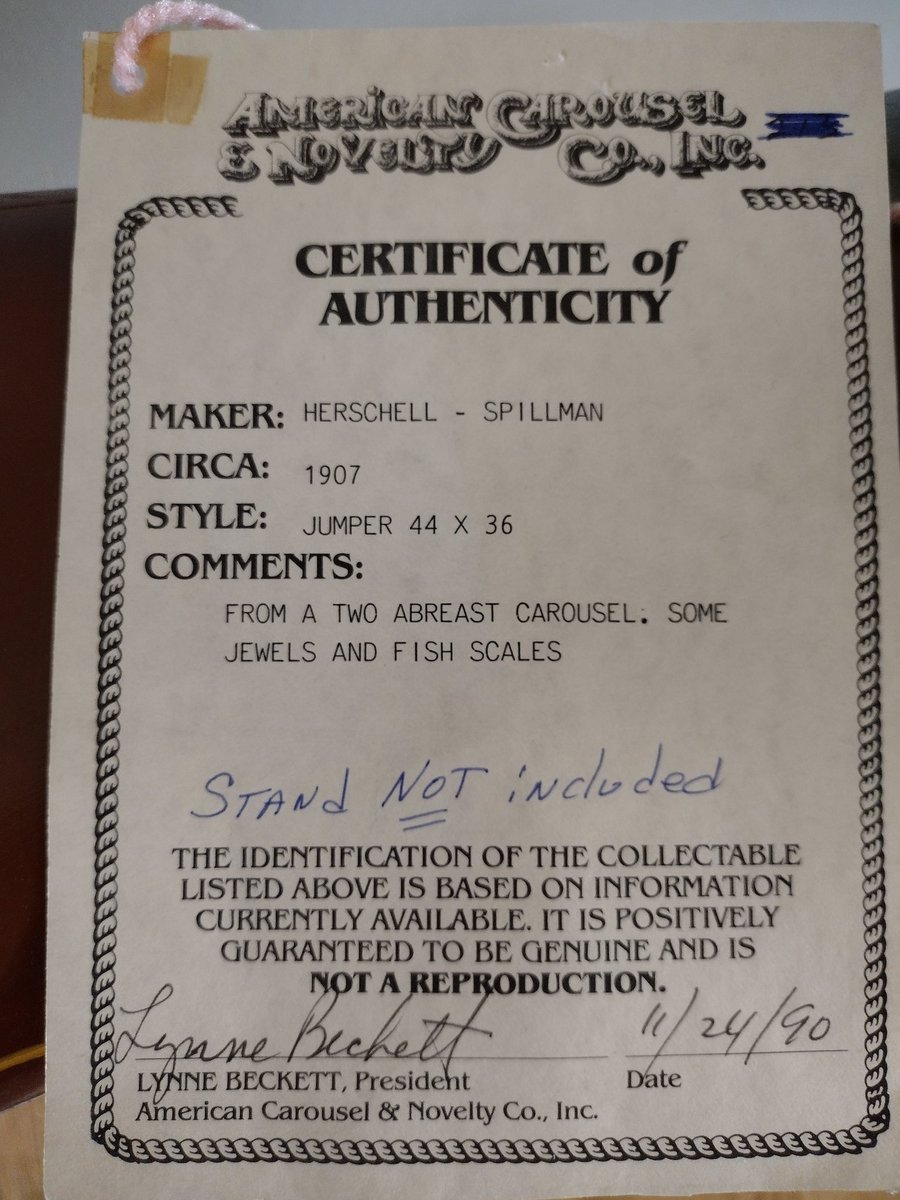 AMERICAN CAROUSEL
& NOVELTY CO., INC.
CERTIFICATE of
AUTHENTICITY
MAKER: HERSCHELL - SPILLMAN
CIRCA: 1907
STYLE: JUMPER 44 X 36
COMMENTS:
FROM A TWO ABREAST CAROUSEL. SOME
JEWELS AND FISH SCALES
STANd NOT included
THE IDENTIFICATION OF THE COLLECTABLE
LISTED ABOVE IS BASED ON INFORMATION
CURRENTLY AVAILABLE. IT IS POSITIVELY
GUARANTEED TO BE GENUINE AND IS
NOT A REPRODUCTION.
Lynne Beckett 11/24/90
LYNNE BECKETT, President Date
American Carousel & Novelty Co., Inc.